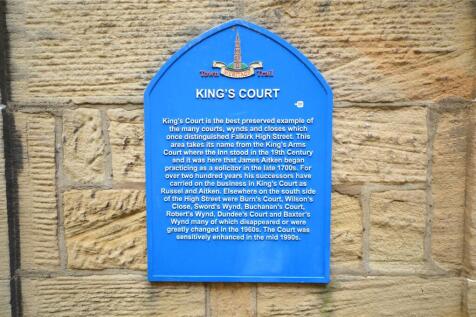 Town HERITAGE Trail
KING'S COURT
King's Court is the best preserved example of
the many courts, wynds and closes which
once distinguished Falkirk High Street. This
area takes its name from the King's Arms
Court where the Inn stood in the 19th Century
and it was here that James Aitken began
practicing as a solicitor in the late 1700s. For
over two hundred years his successors have
carried on the business in King's Court as
Russel and Aitken. Elsewhere on the south side
of the High Street were Burn's Court, Wilson's
Close, Sword's Wynd, Buchanan's Court,
Robert's Wynd, Dundee's Court and Baxter's
Wynd many of which disappeared or were
greatly changed in the 1960s. The Court was
sensitively enhanced in the mid 1990s.